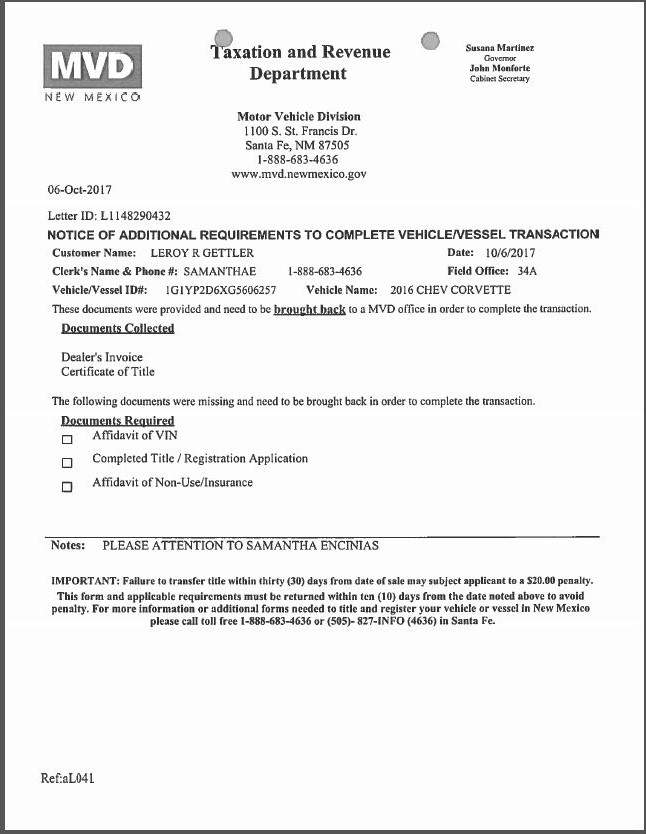 MVD
NEW MEXICO
Taxation and Revenue
Department
Susana Martinez
Governor
John Monforte
Cabinet Secretary
Motor Vehicle Division
1100 S. St. Francis Dr.
Santa Fe, NM 87505
1-888-683-4636
www.mvd.newmexico.gov
06-Oct-2017
Letter ID: L1148290432
NOTICE OF ADDITIONAL REQUIREMENTS TO COMPLETE VEHICLE/VESSEL TRANSACTION
Customer Name: LEROY R GETTLER Date: 10/6/2017
Clerk's Name & Phone #: SAMANTHAE 1-888-683-4636 Field Office: 34A
Vehicle/Vessel ID#: 1G1YP2D6XG5606257 Vehicle Name: 2016 CHEV CORVETTE
These documents were provided and need to be brought back to a MVD office in order to complete the transaction.
Documents Collected
Dealer's Invoice
Certificate of Title
The following documents were missing and need to be brought back in order to complete the transaction.
Documents Required
Affidavit of VIN
Completed Title / Registration Application
Affidavit of Non-Use/Insurance
Notes: PLEASE ATTENTION TO SAMANTHA ENCINIAS
IMPORTANT: Failure to transfer title within thirty (30) days from date of sale may subject applicant to a $20.00 penalty.
This form and applicable requirements must be returned within ten (10) days from the date noted above to avoid
penalty. For more information or additional forms needed to title and register your vehicle or vessel in New Mexico
please call toll free 1-888-683-4636 or (505)- 827-INFO (4636) in Santa Fe.
Ref:aL041